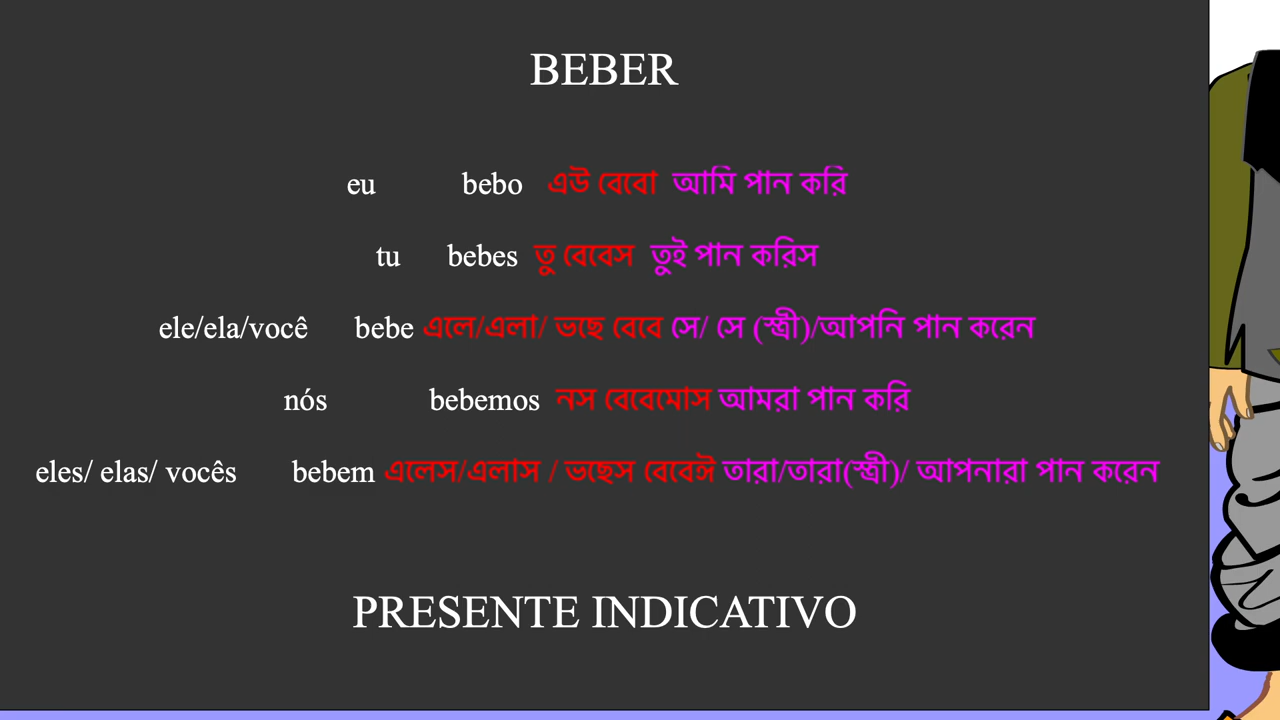 BEBER
eu bebo এউ বেবো আমি পান করি
tu bebes তু বেবেস তুই পান করিস
ele/ela/você bebe এলে/এলা/ ভছে বেবে সে/ সে (স্ত্রী)/আপনি পান করেন
nós bebemos নস বেবেমোস আমরা পান করি
eles/ elas/ vocês bebem এলেস/এলাস / ভছেস বেবেঈ তারা/তারা(স্ত্রী)/ আপনারা পান করেন
PRESENTE INDICATIVO